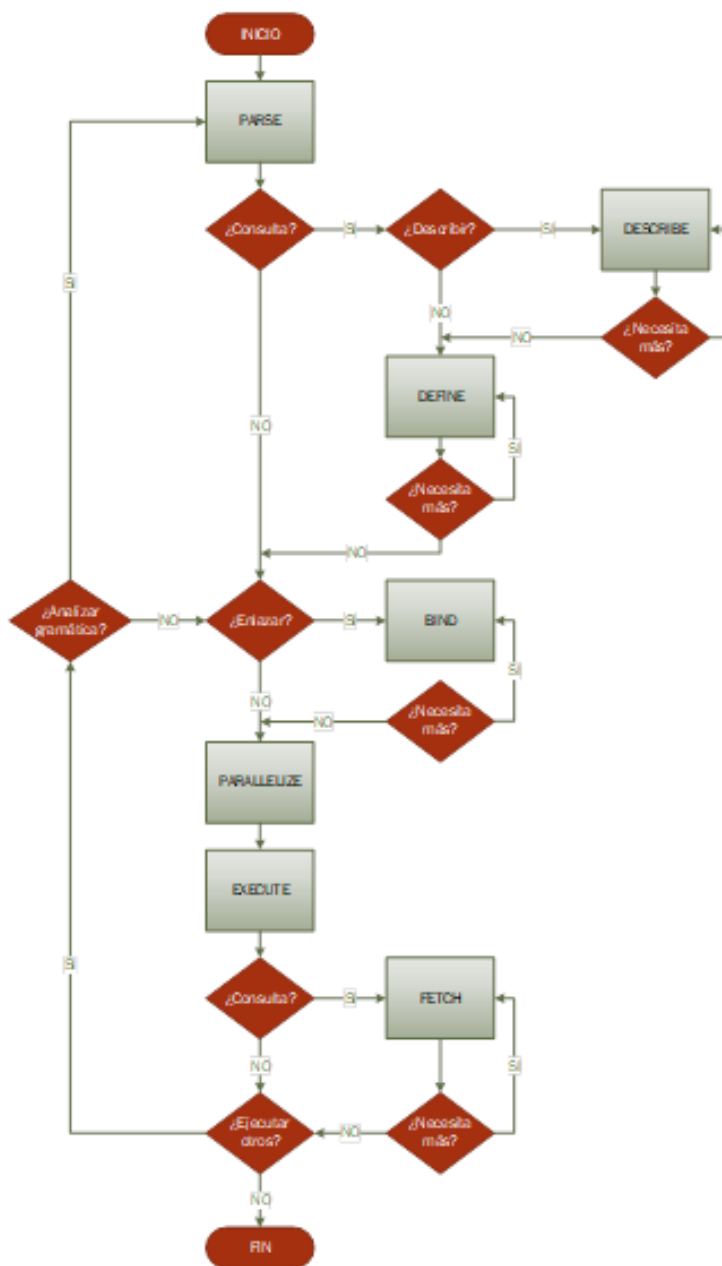 INICIO
PARSE
¿Consulta?
SI
¿Describir?
SI
DESCRIBE
SI
NO
NO
¿Necesita
más?
DEFINE
NO
SI
¿Necesita
más?
NO
¿Analizar
gramática?
NO
¿Enlazar?
SI
BIND
SI
NO
NO
¿Necesita
más?
PARALLELIZE
EXECUTE
SI
¿Consulta?
SI
FETCH
NO
SI
¿Ejecutar
otros?
NO
¿Necesita
más?
NO
FIN